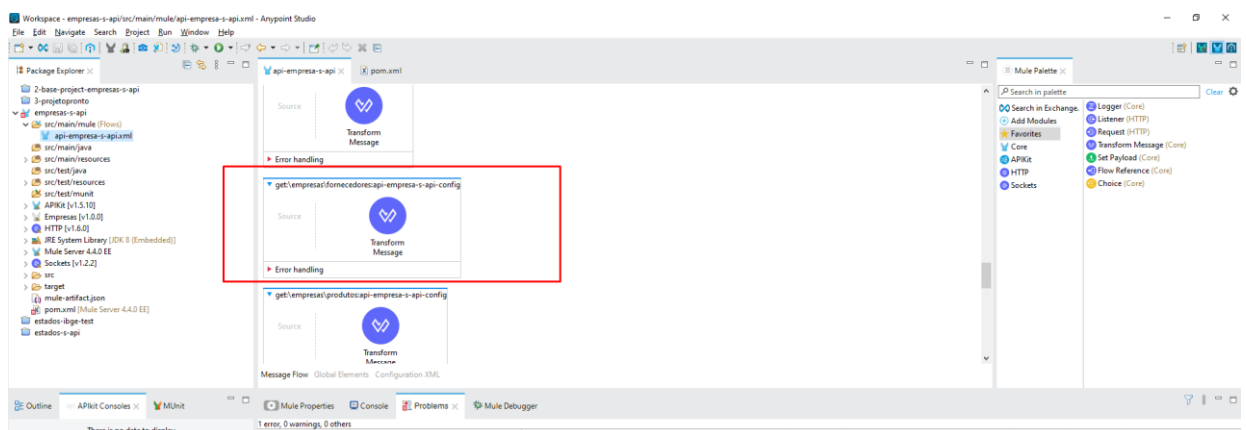 Workspace - empresas-s-api/src/main/mule/api-empresa-s-api.xml - Anypoint Studio
File Edit Navigate Search Project Run Window Help
Package Explorer
2-base-project-empresas-s-api
3-projetopronto
empresas-s-api
src/main/mule (Flows)
api-empresa-s-api.xml
src/main/java
src/main/resources
src/test/java
src/test/resources
src/test/munit
APIKit [v1.5.10]
Empresas [v1.0.0]
HTTP [v1.6.0]
JRE System Library [JDK 8 (Embedded)]
Mule Server 4.4.0 EE
Sockets [v1.2.2]
src
target
mule-artifact.json
pom.xml [Mule Server 4.4.0 EE]
estados-ibge-test
estados-s-api
api-empresa-s-api
pom.xml
Source
Transform
Message
Error handling
get:\empresas\fornecedores:api-empresa-s-api-config
Source
Transform
Message
Error handling
get:\empresas\produtos:api-empresa-s-api-config
Source
Transform
Message
Message Flow Global Elements Configuration XML
Mule Palette
Search in palette
Clear
Search in Exchange.
Add Modules
Favorites
Core
APIKit
HTTP
Sockets
Logger (Core)
Listener (HTTP)
Request (HTTP)
Transform Message (Core)
Set Payload (Core)
Flow Reference (Core)
Choice (Core)
Outline APIkit Consoles MUnit
There is no data to display
Mule Properties Console Problems Mule Debugger
1 error, 0 warnings, 0 others